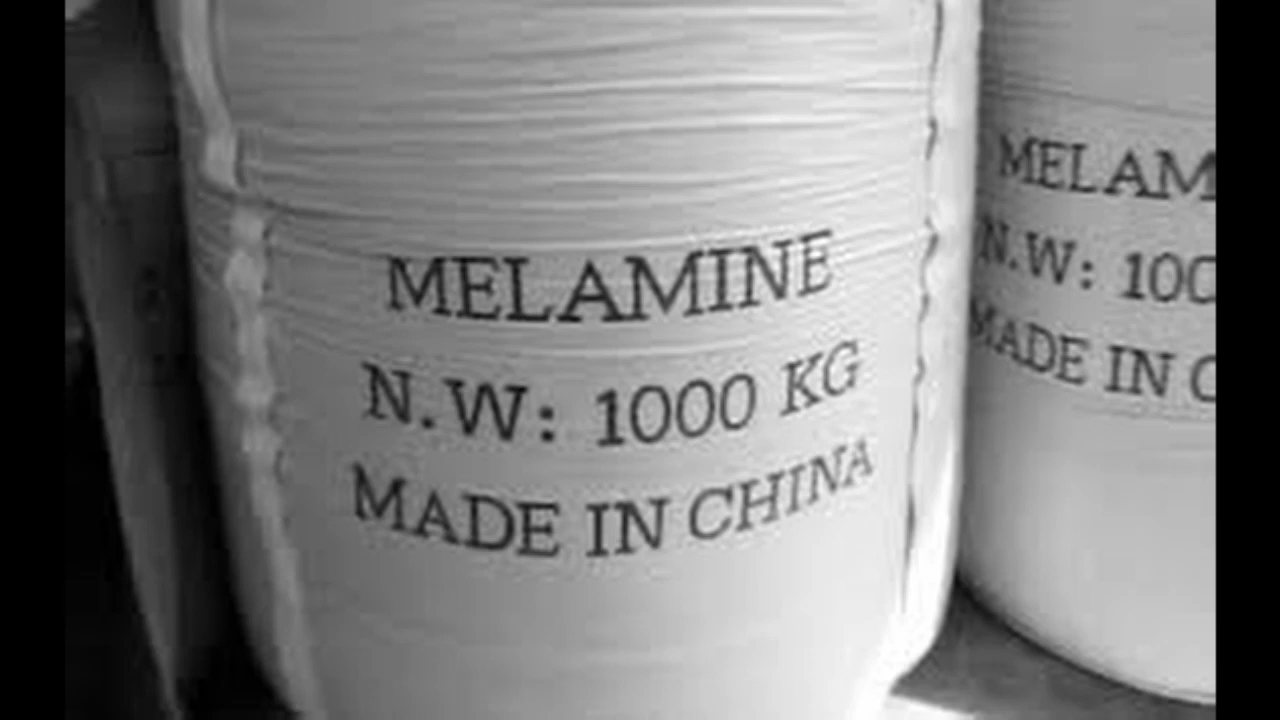 MELAMINE
N.W: 1000 KG
MADE IN CHINA
MELAM
N.W: 100
MADE IN C